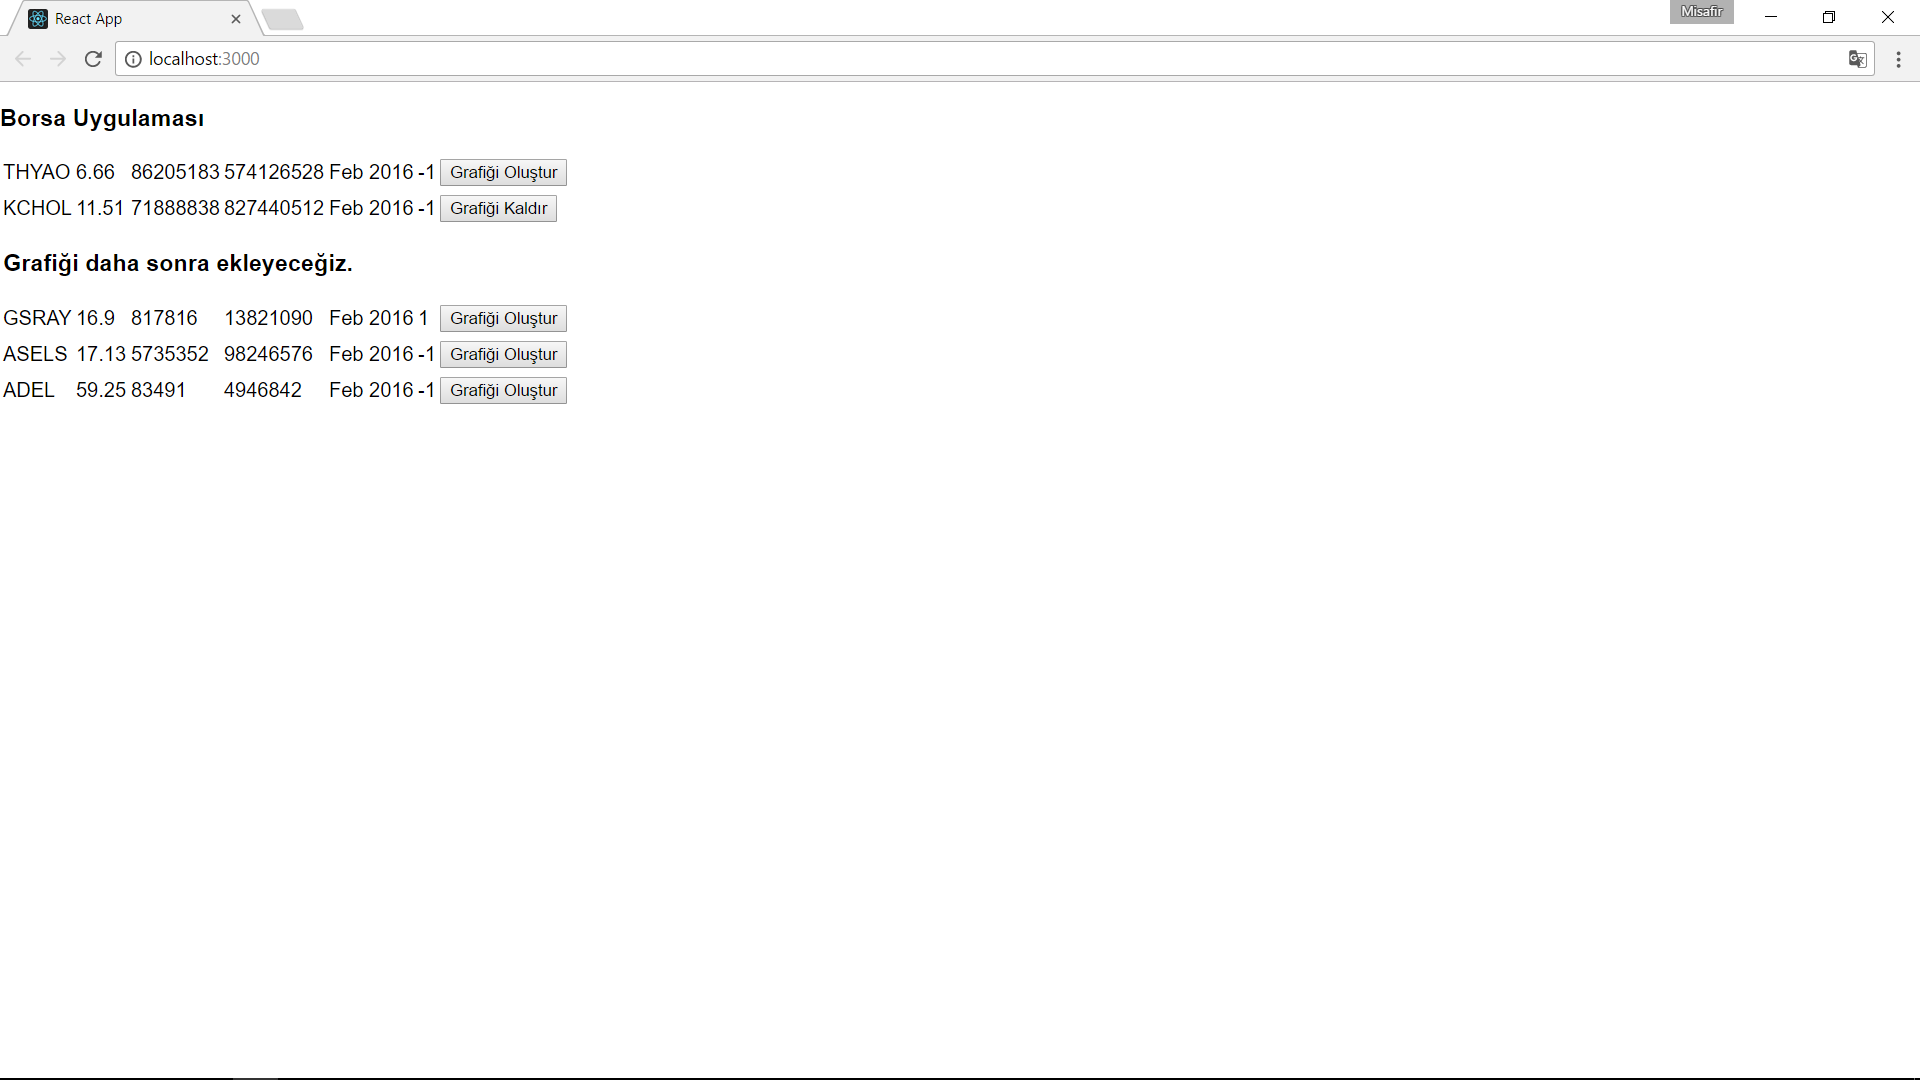 React App
Misafir
localhost:3000
Borsa Uygulaması
THYAO 6.66 86205183 574126528 Feb 2016 -1 Grafiği Oluştur
KCHOL 11.51 71888838 827440512 Feb 2016 -1 Grafiği Kaldır
Grafiği daha sonra ekleyeceğiz.
GSRAY 16.9 817816 13821090 Feb 2016 1 Grafiği Oluştur
ASELS 17.13 5735352 98246576 Feb 2016 -1 Grafiği Oluştur
ADEL 59.25 83491 4946842 Feb 2016 -1 Grafiği Oluştur